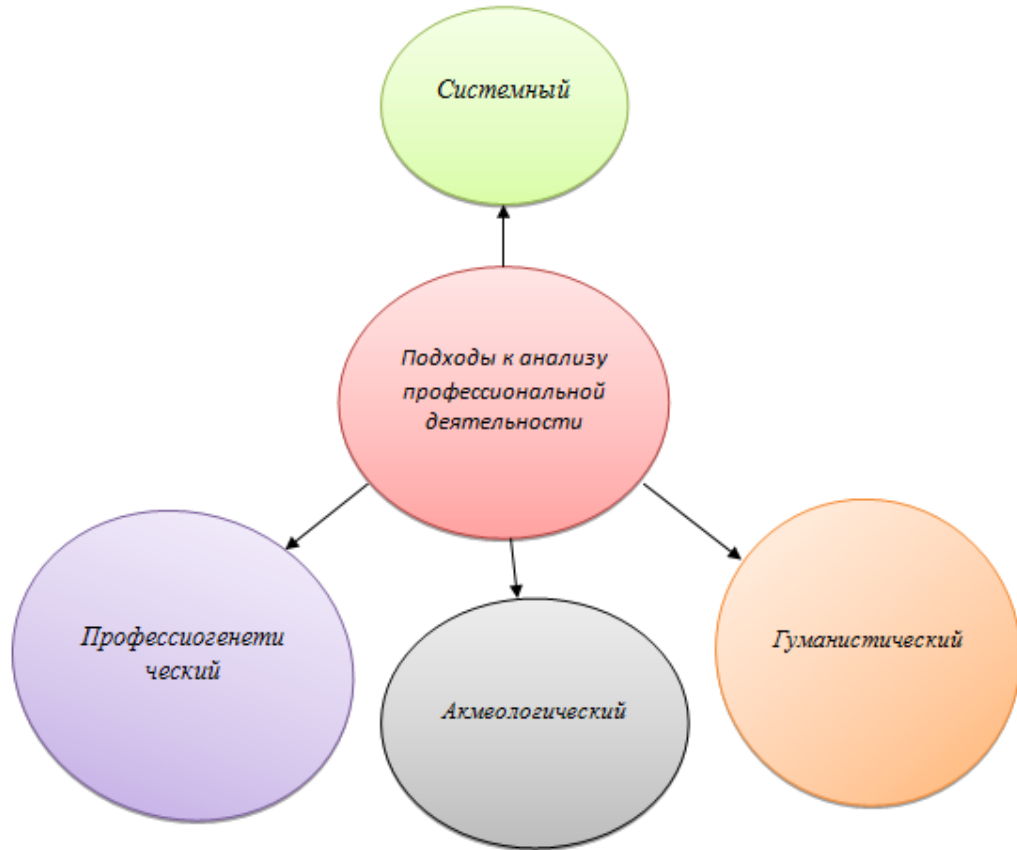 Системный
Подходы к анализу
профессиональной
деятельности
Профессиогенети
ческий
Акмеологический
Гуманистический